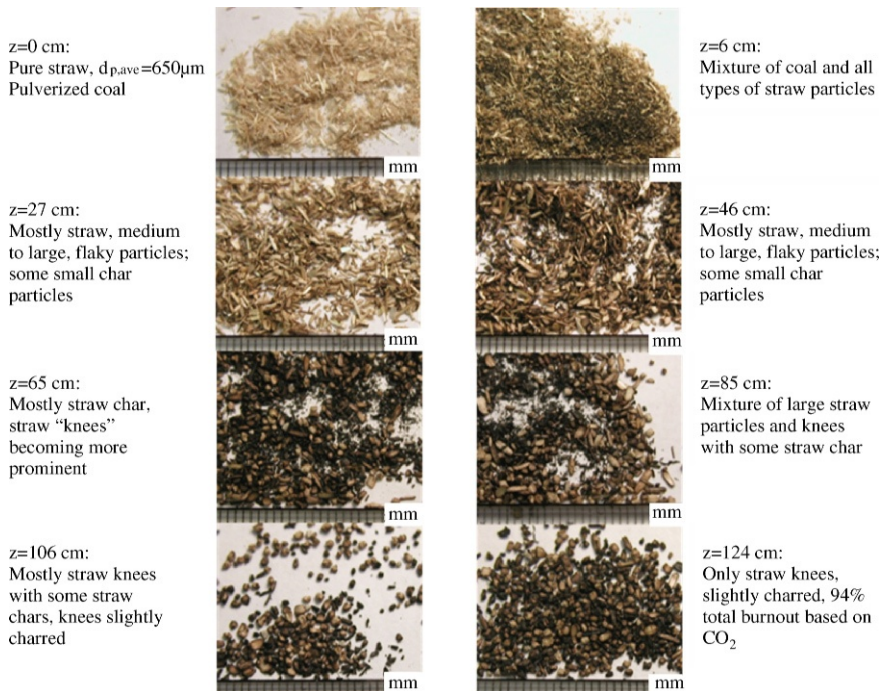 z=0 cm:
Pure straw, dp,ave=650µm
Pulverized coal
mm
z=6 cm:
Mixture of coal and all
types of straw particles
mm
z=27 cm:
Mostly straw, medium
to large, flaky particles;
some small char
particles
mm
z=46 cm:
Mostly straw, medium
to large, flaky particles;
some small char
particles
mm
z=65 cm:
Mostly straw char,
straw “knees”
becoming more
prominent
mm
z=85 cm:
Mixture of large straw
particles and knees
with some straw char
mm
z=106 cm:
Mostly straw knees
with some straw
chars, knees slightly
charred
mm
z=124 cm:
Only straw knees,
slightly charred, 94%
total burnout based on
CO₂
mm